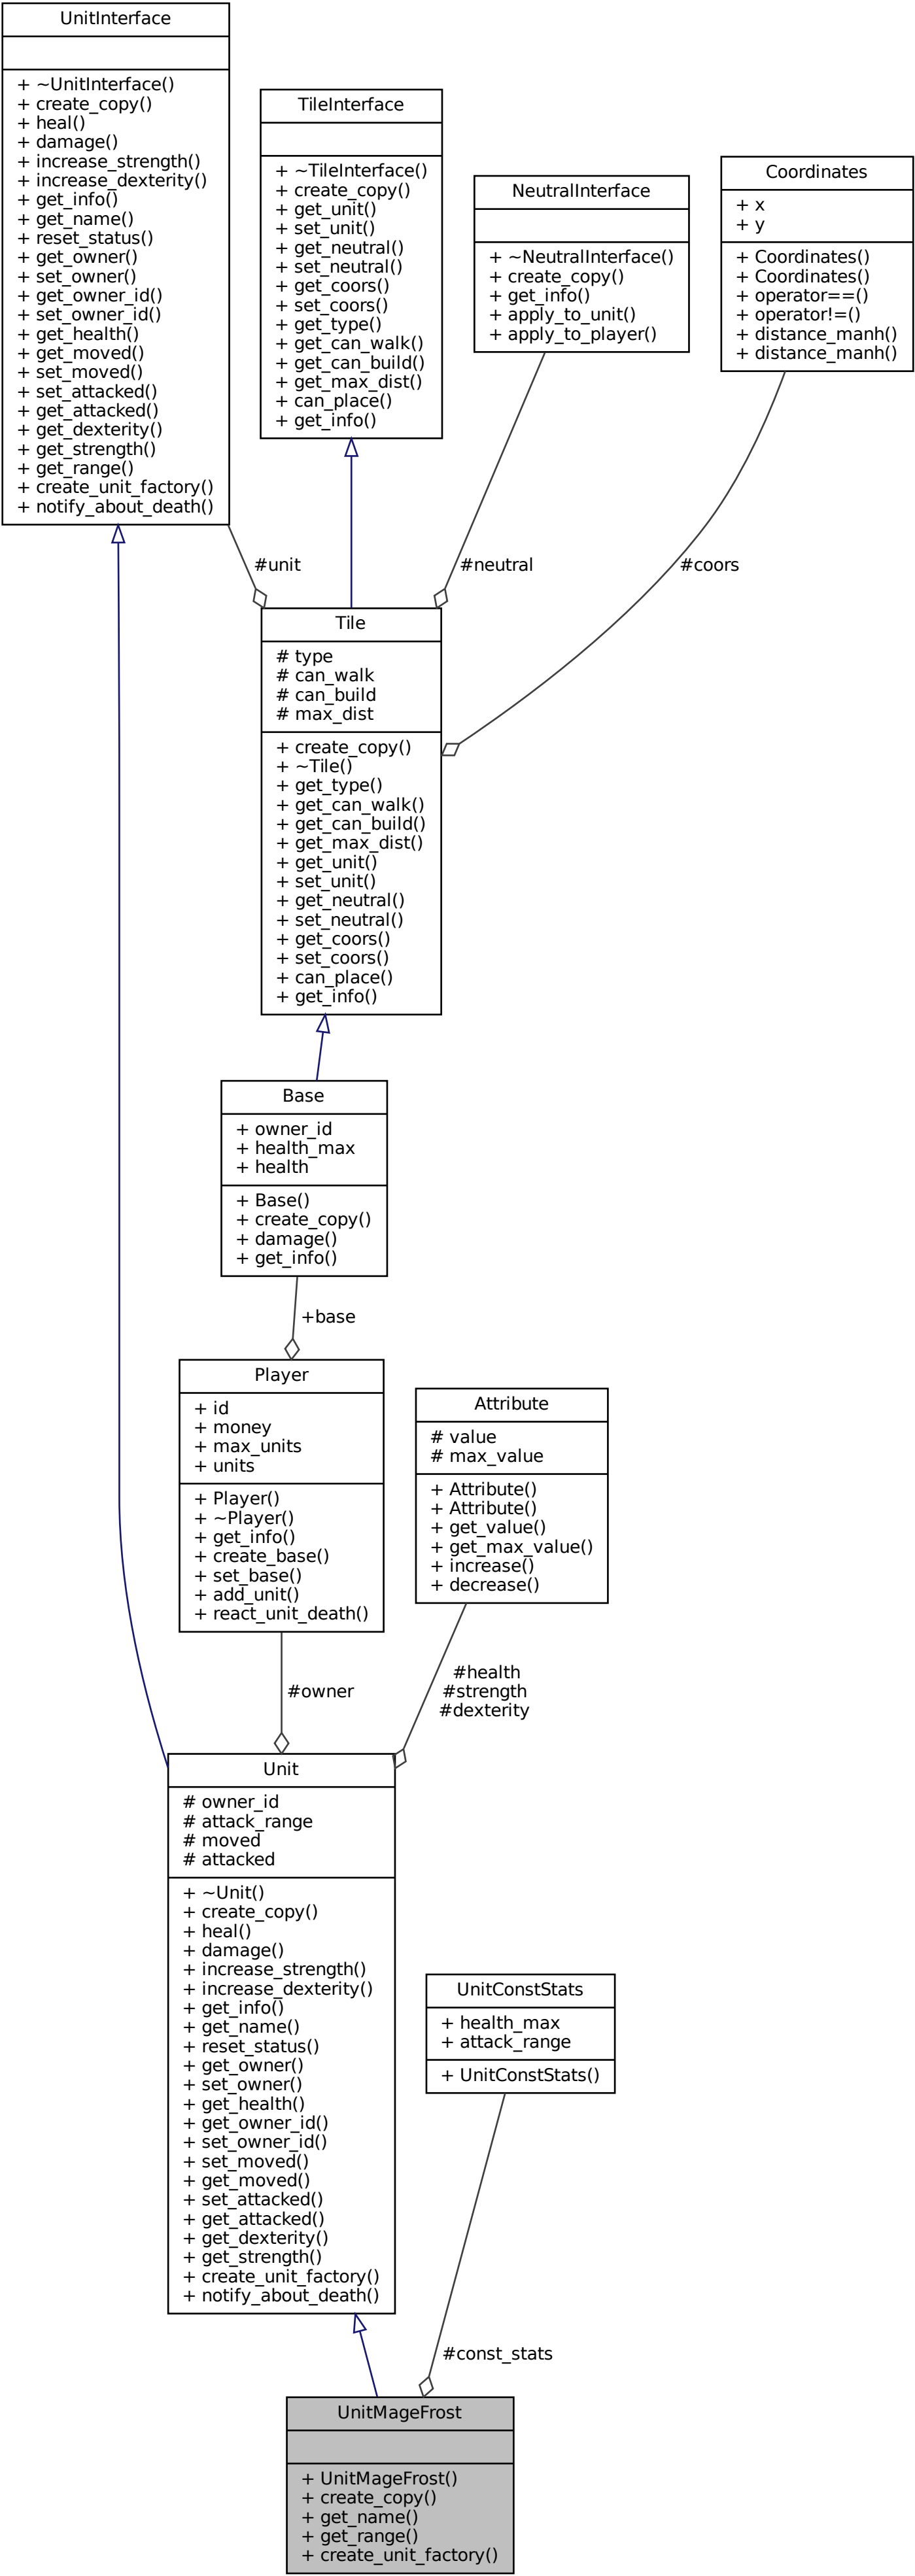 UnitInterface
+ ~UnitInterface()
+ create_copy()
+ heal()
+ damage()
+ increase_strength()
+ increase_dexterity()
+ get_info()
+ get_name()
+ reset_status()
+ get_owner()
+ set_owner()
+ get_owner_id()
+ set_owner_id()
+ get_health()
+ get_moved()
+ set_moved()
+ set_attacked()
+ get_attacked()
+ get_dexterity()
+ get_strength()
+ get_range()
+ create_unit_factory()
+ notify_about_death()
TileInterface
+ ~TileInterface()
+ create_copy()
+ get_unit()
+ set_unit()
+ get_neutral()
+ set_neutral()
+ get_coors()
+ set_coors()
+ get_type()
+ get_can_walk()
+ get_can_build()
+ get_max_dist()
+ can_place()
+ get_info()
NeutralInterface
+ ~NeutralInterface()
+ create_copy()
+ get_info()
+ apply_to_unit()
+ apply_to_player()
Coordinates
+ x
+ y
+ Coordinates()
+ Coordinates()
+ operator==()
+ operator!=()
+ distance_manh()
+ distance_manh()
#unit
#neutral
#coors
Tile
# type
# can_walk
# can_build
# max_dist
+ create_copy()
+ ~Tile()
+ get_type()
+ get_can_walk()
+ get_can_build()
+ get_max_dist()
+ get_unit()
+ set_unit()
+ get_neutral()
+ set_neutral()
+ get_coors()
+ set_coors()
+ can_place()
+ get_info()
Base
+ owner_id
+ health_max
+ health
+ Base()
+ create_copy()
+ damage()
+ get_info()
+base
Player
+ id
+ money
+ max_units
+ units
+ Player()
+ ~Player()
+ get_info()
+ create_base()
+ set_base()
+ add_unit()
+ react_unit_death()
Attribute
# value
# max_value
+ Attribute()
+ Attribute()
+ get_value()
+ get_max_value()
+ increase()
+ decrease()
#owner
#health
#strength
#dexterity
Unit
# owner_id
# attack_range
# moved
# attacked
+ ~Unit()
+ create_copy()
+ heal()
+ damage()
+ increase_strength()
+ increase_dexterity()
+ get_info()
+ get_name()
+ reset_status()
+ get_owner()
+ set_owner()
+ get_health()
+ get_owner_id()
+ set_owner_id()
+ set_moved()
+ get_moved()
+ set_attacked()
+ get_attacked()
+ get_dexterity()
+ get_strength()
+ create_unit_factory()
+ notify_about_death()
UnitConstStats
+ health_max
+ attack_range
+ UnitConstStats()
#const_stats
UnitMageFrost
+ UnitMageFrost()
+ create_copy()
+ get_name()
+ get_range()
+ create_unit_factory()